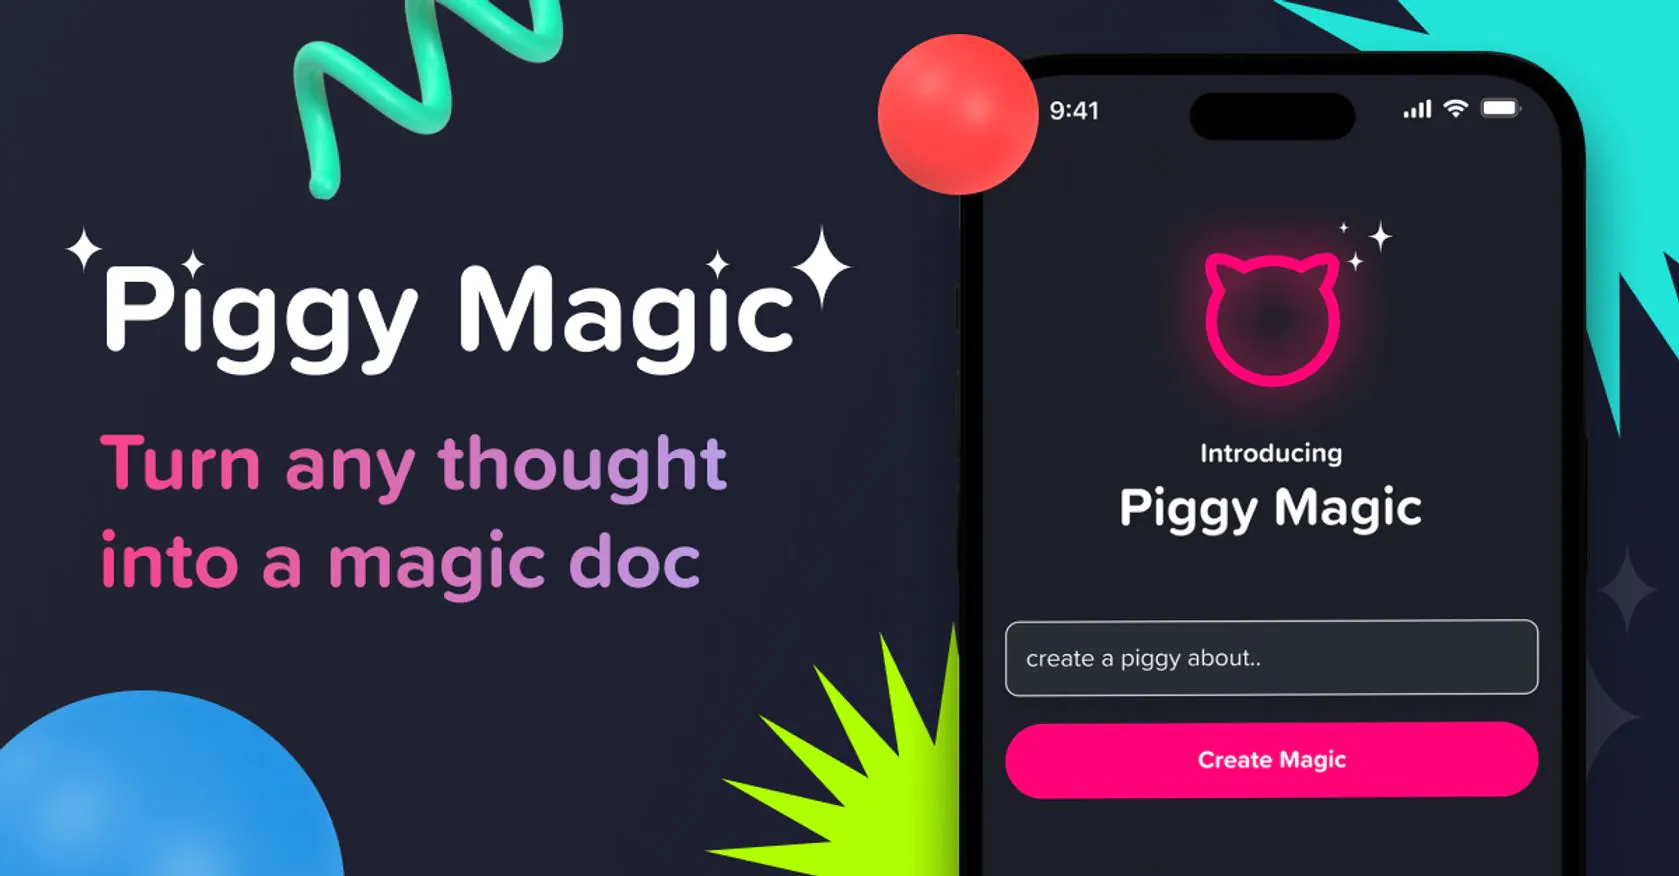 Piggy Magic
Turn any thought
into a magic doc
9:41
Introducing
Piggy Magic
create a piggy about..
Create Magic